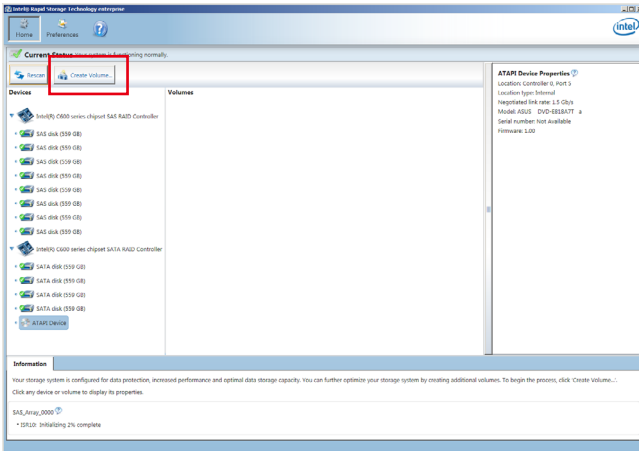 Intel® Rapid Storage Technology enterprise
Home
Preferences
intel
Current Status Your system is functioning normally.
Rescan
Create Volume...
Devices
Volumes
Intel(R) C600 series chipset SAS RAID Controller
SAS disk (559 GB)
SAS disk (559 GB)
SAS disk (559 GB)
SAS disk (559 GB)
SAS disk (559 GB)
SAS disk (559 GB)
SAS disk (559 GB)
SAS disk (559 GB)
Intel(R) C600 series chipset SATA RAID Controller
SATA disk (559 GB)
SATA disk (559 GB)
SATA disk (559 GB)
SATA disk (559 GB)
ATAPI Device
ATAPI Device Properties
Location: Controller 0, Port 5
Location type: Internal
Negotiated link rate: 1.5 Gb/s
Model: ASUS DVD-E818A7T a
Serial number: Not Available
Firmware: 1.00
Information
Your storage system is configured for data protection, increased performance and optimal data storage capacity. You can further optimize your storage system by creating additional volumes. To begin the process, click 'Create Volume...'.
Click any device or volume to display its properties.
SAS_Array_0000
• ISR10: Initializing 2% complete